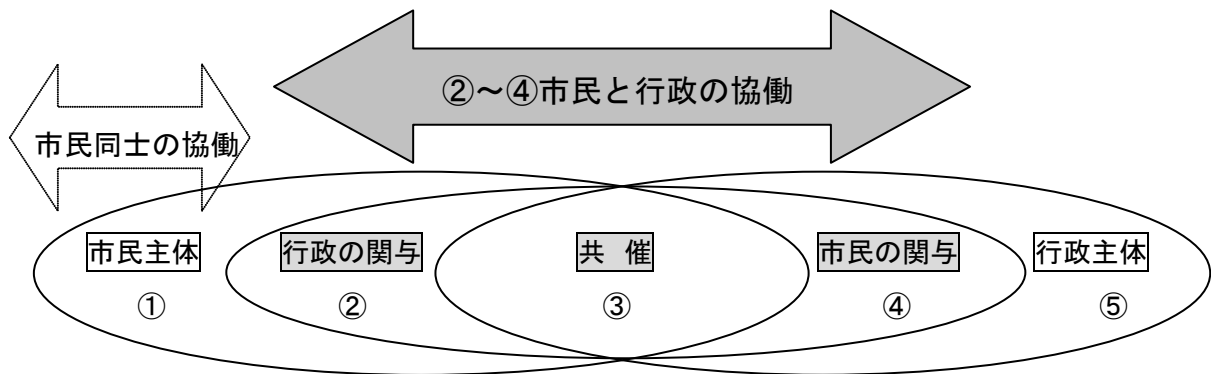 ②～④市民と行政の協働
市民同士の協働
市民主体 行政の関与 共 催 市民の関与 行政主体
① ② ③ ④ ⑤